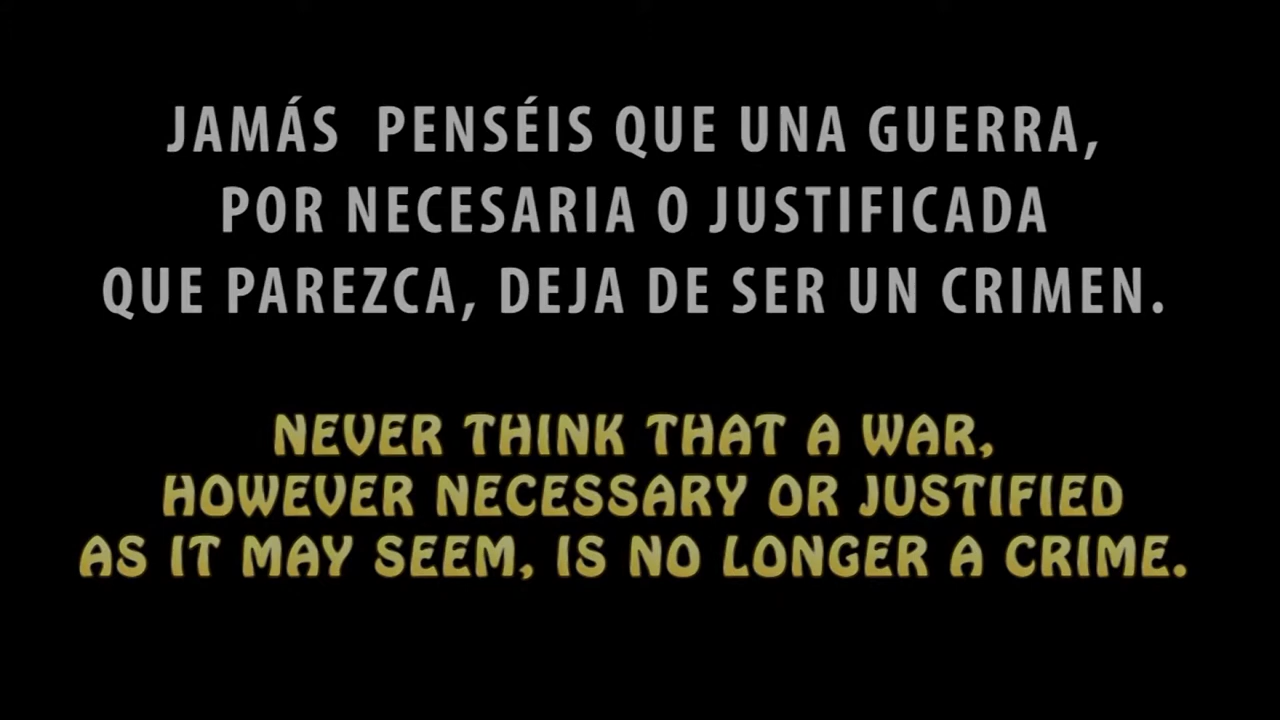 JAMÁS PENSÉIS QUE UNA GUERRA,
POR NECESARIA O JUSTIFICADA
QUE PAREZCA, DEJA DE SER UN CRIMEN.
NEVER THINK THAT A WAR,
HOWEVER NECESSARY OR JUSTIFIED
AS IT MAY SEEM, IS NO LONGER A CRIME.